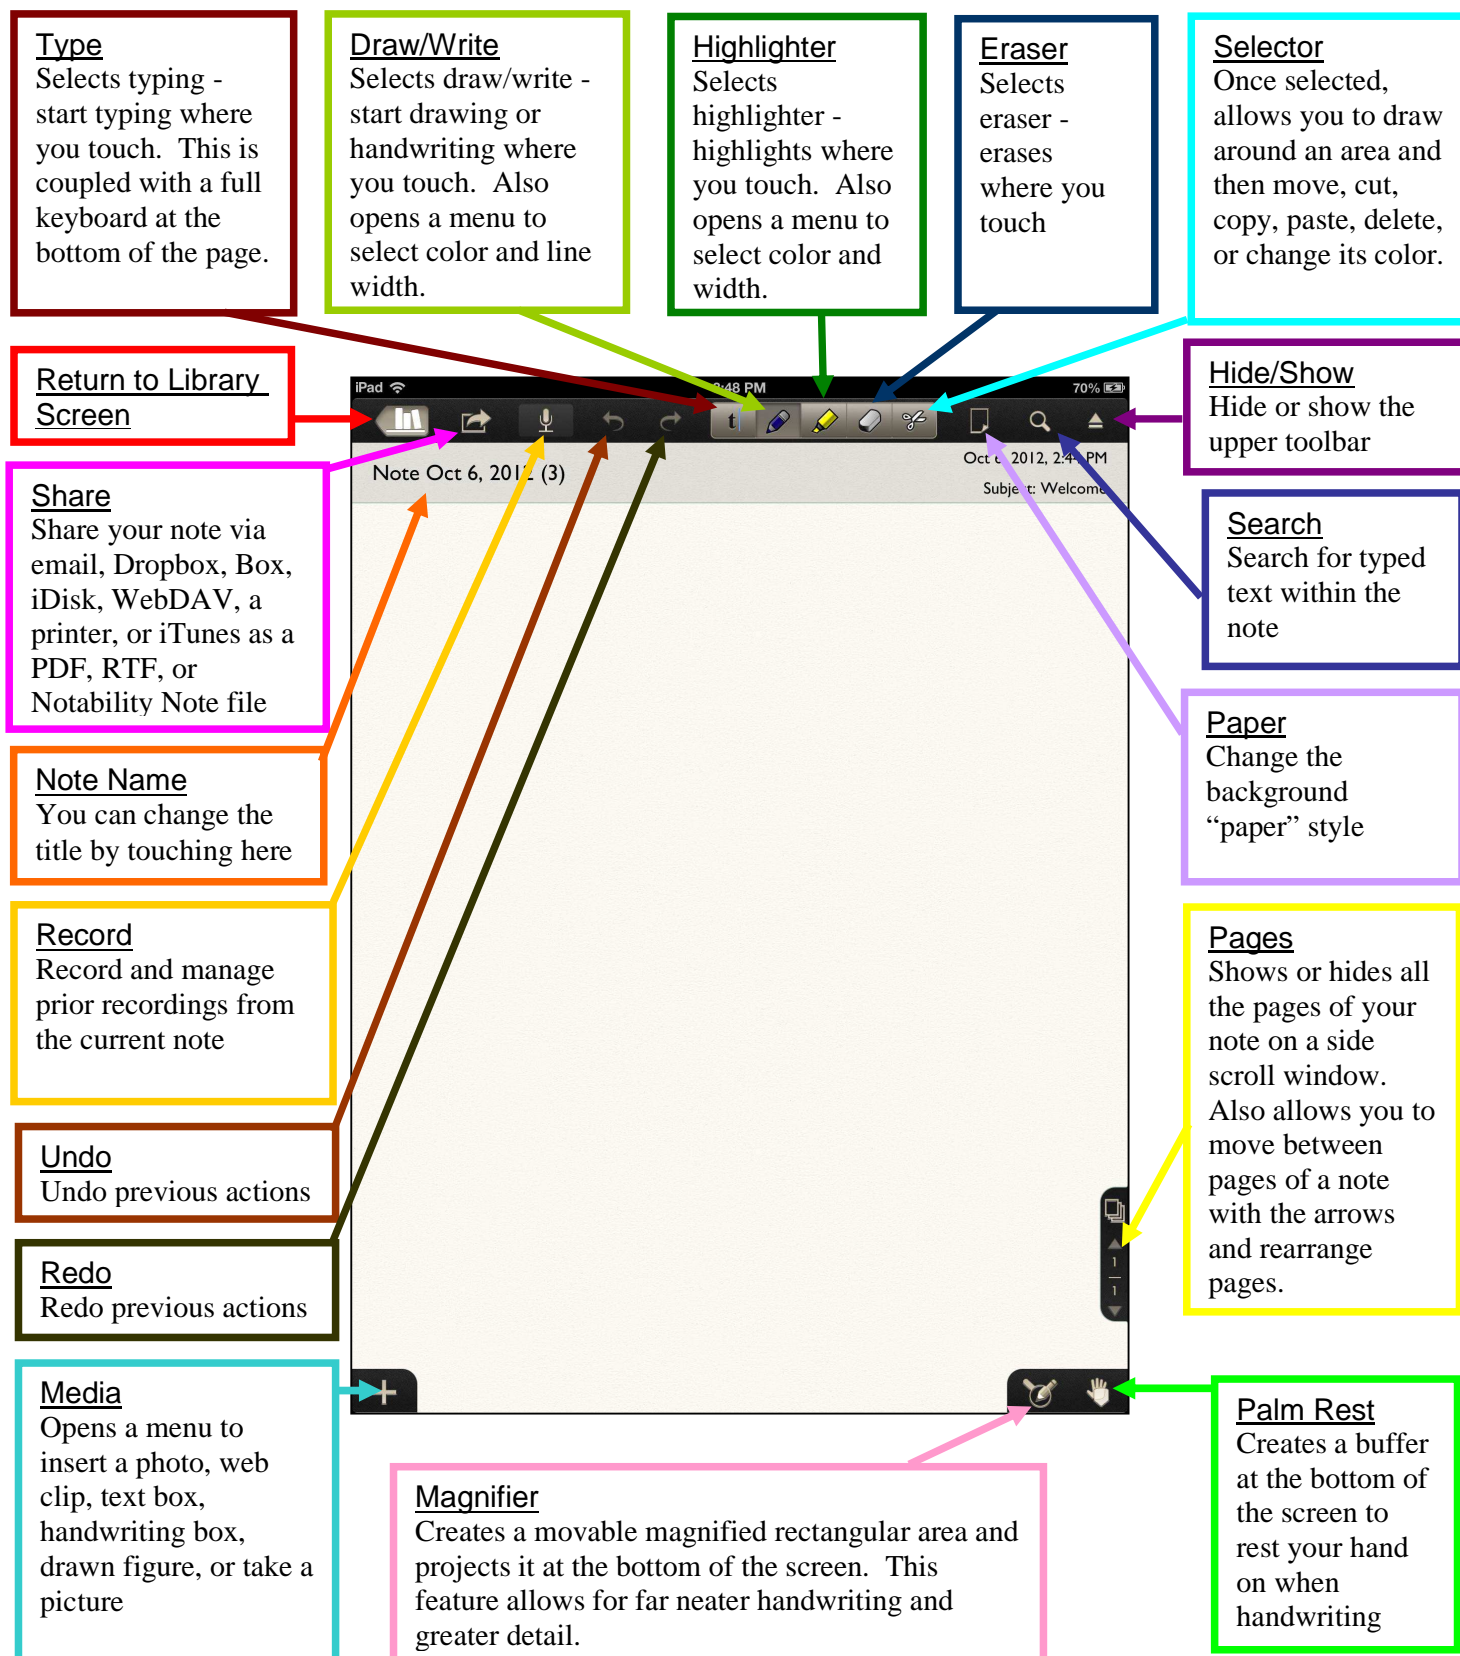 Type
Selects typing -
start typing where
you touch.  This is
coupled with a full
keyboard at the
bottom of the page.
Draw/Write
Selects draw/write -
start drawing or
handwriting where
you touch.  Also
opens a menu to
select color and line
width.
Highlighter
Selects
highlighter -
highlights where
you touch.  Also
opens a menu to
select color and
width.
Eraser
Selects
eraser -
erases
where you
touch
Selector
Once selected,
allows you to draw
around an area and
then move, cut,
copy, paste, delete,
or change its color.
Return to Library
Screen
iPad
:48 PM
70%
t
Hide/Show
Hide or show the
upper toolbar
Note Oct 6, 2012 (3)
Oct 6, 2012, 2:44 PM
Subject: Welcome
Share
Share your note via
email, Dropbox, Box,
iDisk, WebDAV, a
printer, or iTunes as a
PDF, RTF, or
Notability Note file
Search
Search for typed
text within the
note
Note Name
You can change the
title by touching here
Paper
Change the
background
“paper” style
Record
Record and manage
prior recordings from
the current note
Pages
Shows or hides all
the pages of your
note on a side
scroll window.
Also allows you to
move between
pages of a note
with the arrows
and rearrange
pages.
Undo
Undo previous actions
Redo
Redo previous actions
1
1
Media
Opens a menu to
insert a photo, web
clip, text box,
handwriting box,
drawn figure, or take a
picture
Magnifier
Creates a movable magnified rectangular area and
projects it at the bottom of the screen.  This
feature allows for far neater handwriting and
greater detail.
Palm Rest
Creates a buffer
at the bottom of
the screen to
rest your hand
on when
handwriting